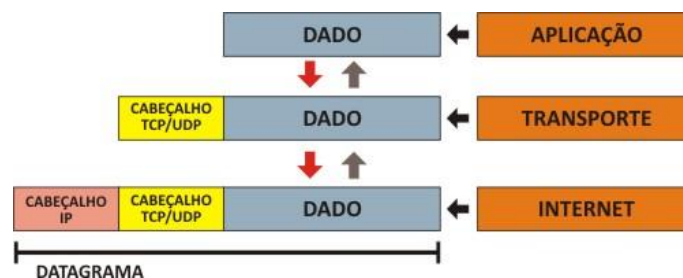 DADO
APLICAÇÃO
CABEÇALHO
TCP/UDP
DADO
TRANSPORTE
CABEÇALHO
IP
CABEÇALHO
TCP/UDP
DADO
INTERNET
DATAGRAMA